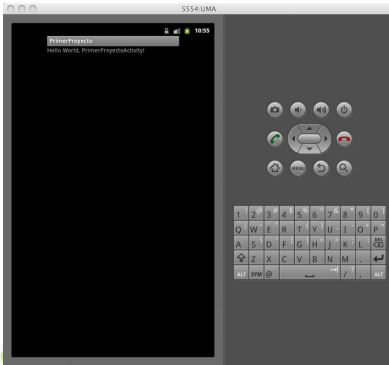 5554:UMA
10:55
PrimerProyecto
Hello World, PrimerProyectoActivity!
MENU
1 2 @ 3 # 4 $ 5 % 6 ^ 7 & 8 * 9 ( 0 )
Q W E R T Y U I O P
A S D F G H J K L DEL
Z X C V B N M .
ALT SYM @ / ? , ALT